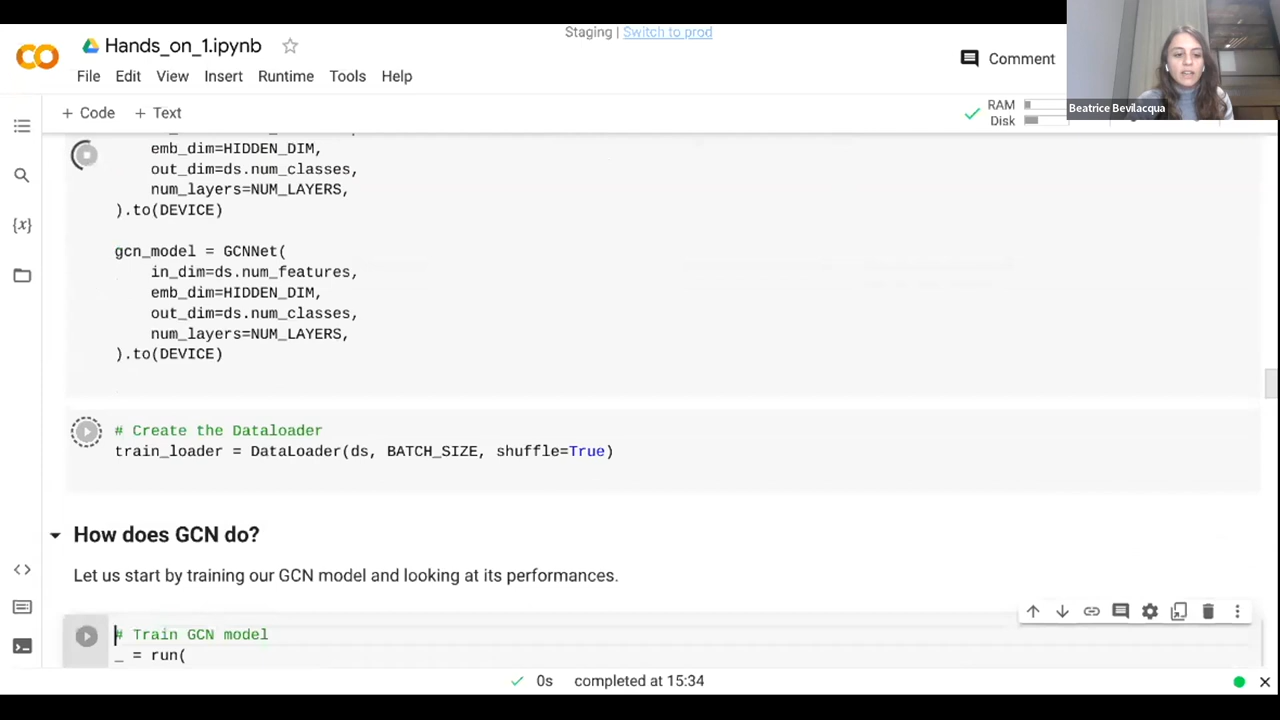 Hands_on_1.ipynb
Staging | Switch to prod
File Edit View Insert Runtime Tools Help
Comment
Beatrice Bevilacqua
+ Code + Text
RAM
Disk
emb_dim=HIDDEN_DIM,
out_dim=ds.num_classes,
num_layers=NUM_LAYERS,
).to(DEVICE)
gcn_model = GCNNet(
in_dim=ds.num_features,
emb_dim=HIDDEN_DIM,
out_dim=ds.num_classes,
num_layers=NUM_LAYERS,
).to(DEVICE)
# Create the Dataloader
train_loader = DataLoader(ds, BATCH_SIZE, shuffle=True)
How does GCN do?
Let us start by training our GCN model and looking at its performances.
# Train GCN model
_ = run(
0s completed at 15:34